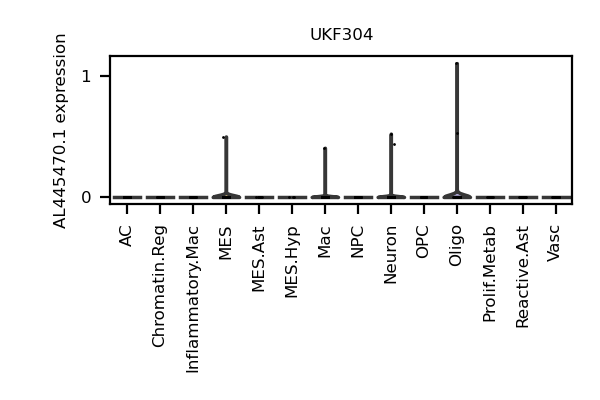 UKF304
AL445470.1 expression
1
0
AC
Chromatin.Reg
Inflammatory.Mac
MES
MES.Ast
MES.Hyp
Mac
NPC
Neuron
OPC
Oligo
Prolif.Metab
Reactive.Ast
Vasc